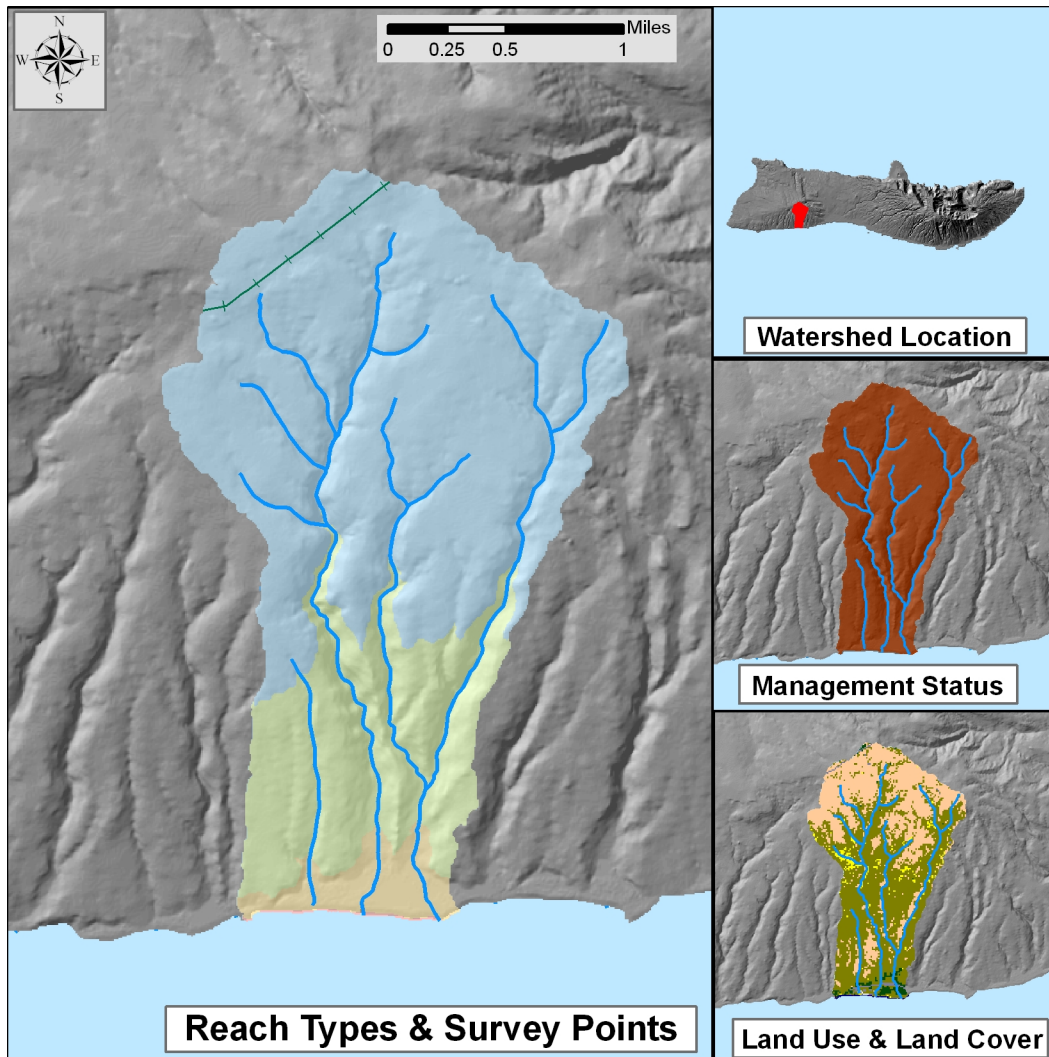 N
W E
S
Miles
0 0.25 0.5 1
Watershed Location
Management Status
Reach Types & Survey Points
Land Use & Land Cover